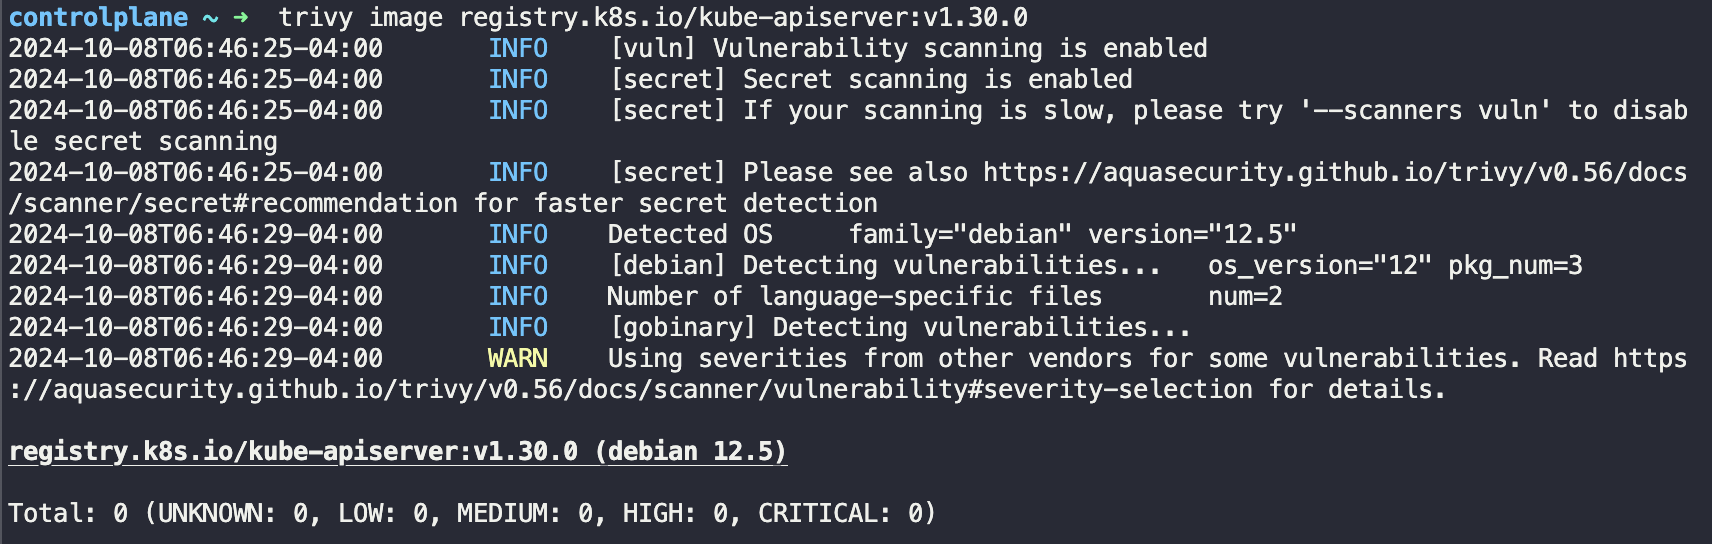 controlplane ~ ➜  trivy image registry.k8s.io/kube-apiserver:v1.30.0
2024-10-08T06:46:25-04:00       INFO    [vuln] Vulnerability scanning is enabled
2024-10-08T06:46:25-04:00       INFO    [secret] Secret scanning is enabled
2024-10-08T06:46:25-04:00       INFO    [secret] If your scanning is slow, please try '--scanners vuln' to disab
le secret scanning
2024-10-08T06:46:25-04:00       INFO    [secret] Please see also https://aquasecurity.github.io/trivy/v0.56/docs
/scanner/secret#recommendation for faster secret detection
2024-10-08T06:46:29-04:00       INFO    Detected OS     family="debian" version="12.5"
2024-10-08T06:46:29-04:00       INFO    [debian] Detecting vulnerabilities...   os_version="12" pkg_num=3
2024-10-08T06:46:29-04:00       INFO    Number of language-specific files       num=2
2024-10-08T06:46:29-04:00       INFO    [gobinary] Detecting vulnerabilities...
2024-10-08T06:46:29-04:00       WARN    Using severities from other vendors for some vulnerabilities. Read https
://aquasecurity.github.io/trivy/v0.56/docs/scanner/vulnerability#severity-selection for details.
registry.k8s.io/kube-apiserver:v1.30.0 (debian 12.5)
Total: 0 (UNKNOWN: 0, LOW: 0, MEDIUM: 0, HIGH: 0, CRITICAL: 0)